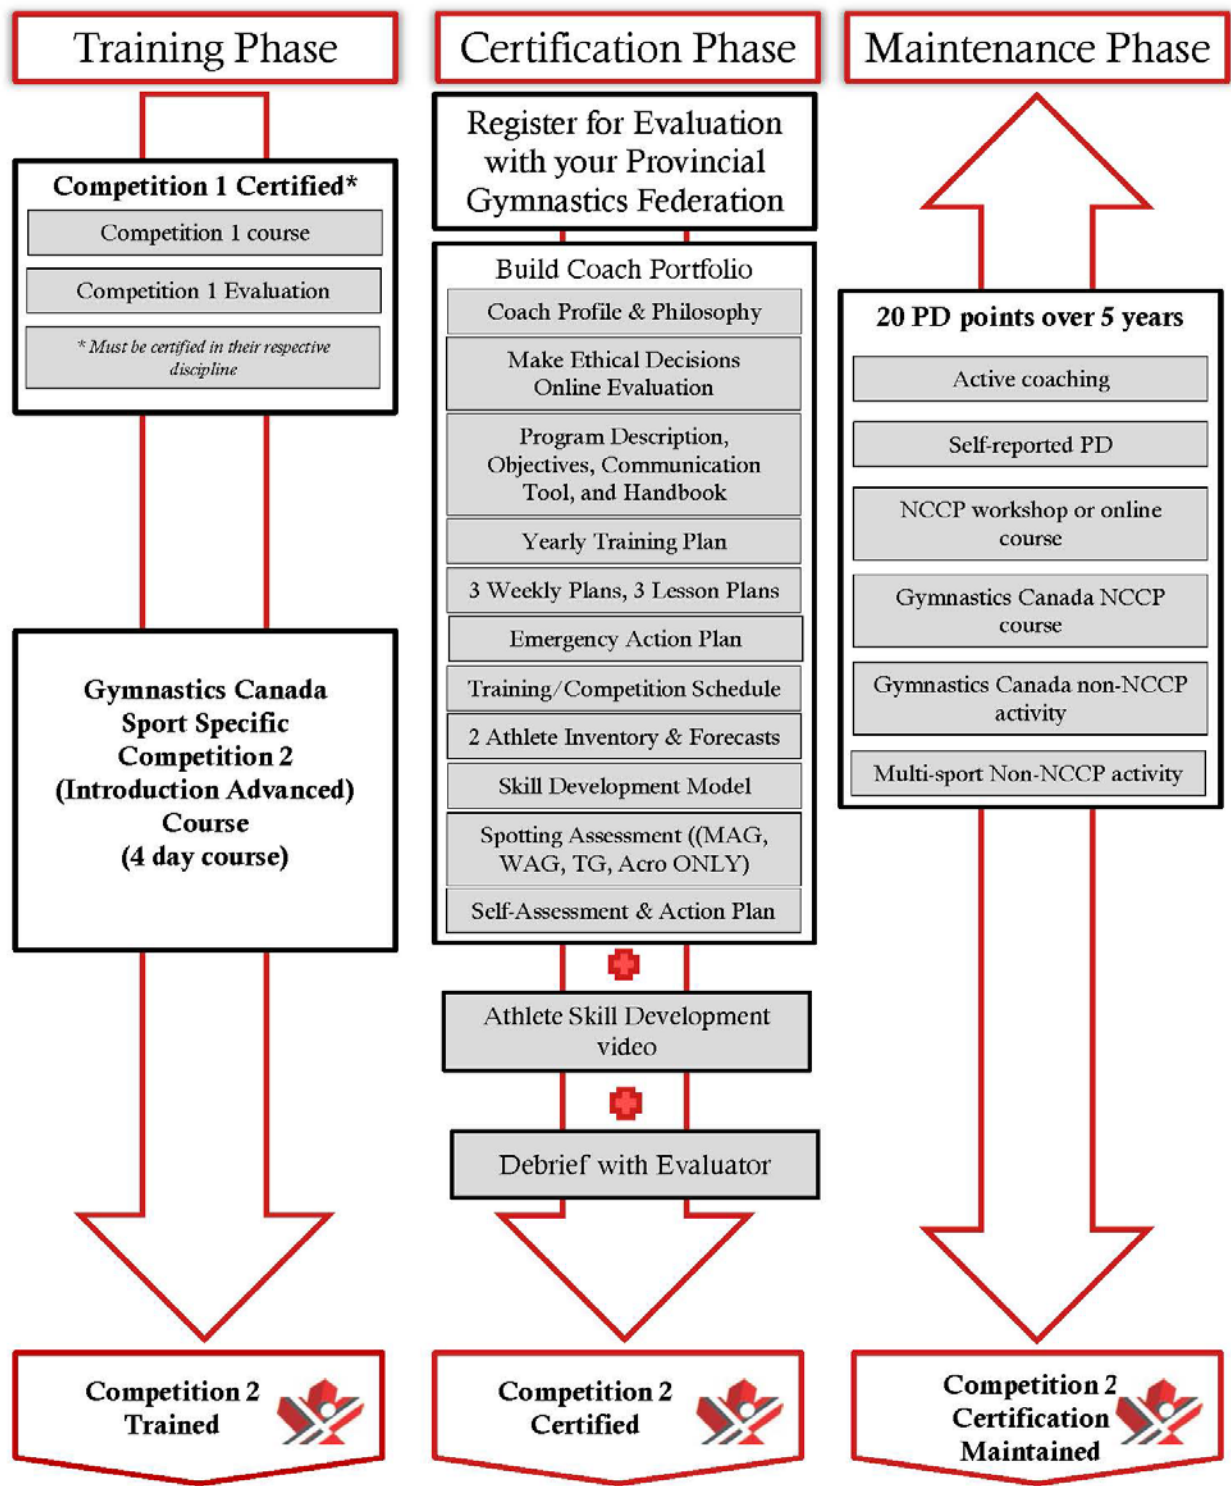 Training Phase
Competition 1 Certified*
Competition 1 course
Competition 1 Evaluation
* Must be certified in their respective
discipline
Gymnastics Canada
Sport Specific
Competition 2
(Introduction Advanced)
Course
(4 day course)
Competition 2
Trained
Certification Phase
Register for Evaluation
with your Provincial
Gymnastics Federation
Build Coach Portfolio
Coach Profile & Philosophy
Make Ethical Decisions
Online Evaluation
Program Description,
Objectives, Communication
Tool, and Handbook
Yearly Training Plan
3 Weekly Plans, 3 Lesson Plans
Emergency Action Plan
Training/Competition Schedule
2 Athlete Inventory & Forecasts
Skill Development Model
Spotting Assessment ((MAG,
WAG, TG, Acro ONLY)
Self-Assessment & Action Plan
Athlete Skill Development
video
Debrief with Evaluator
Competition 2
Certified
Maintenance Phase
20 PD points over 5 years
Active coaching
Self-reported PD
NCCP workshop or online
course
Gymnastics Canada NCCP
course
Gymnastics Canada non-NCCP
activity
Multi-sport Non-NCCP activity
Competition 2
Certification
Maintained